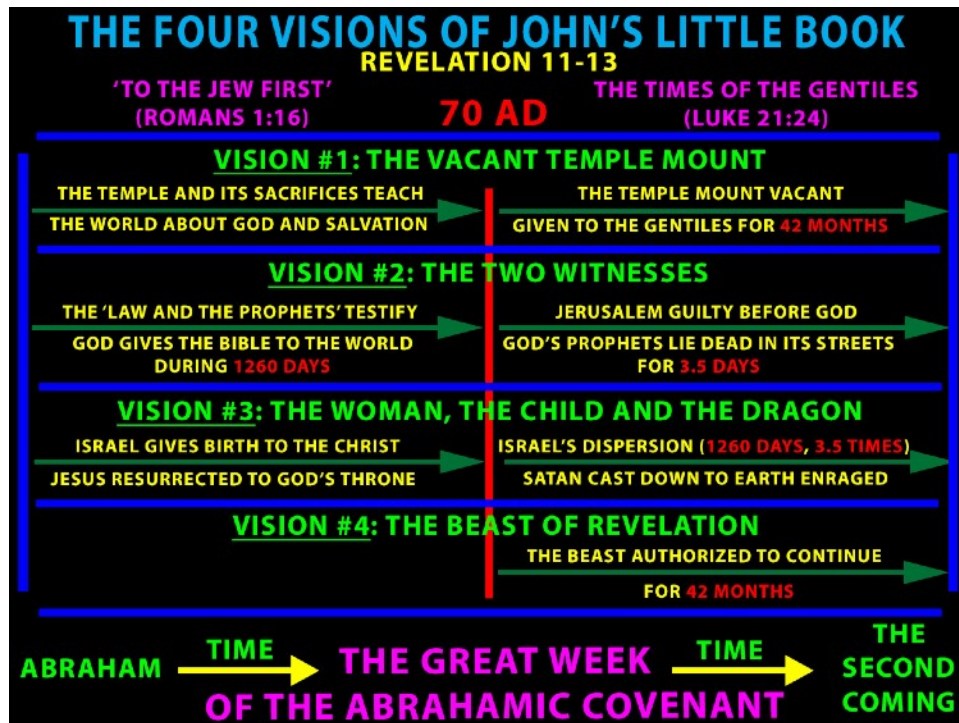 THE FOUR VISIONS OF JOHN'S LITTLE BOOK
REVELATION 11-13
'TO THE JEW FIRST'
(ROMANS 1:16)
70 AD
THE TIMES OF THE GENTILES
(LUKE 21:24)
VISION #1: THE VACANT TEMPLE MOUNT
THE TEMPLE AND ITS SACRIFICES TEACH
THE WORLD ABOUT GOD AND SALVATION
THE TEMPLE MOUNT VACANT
GIVEN TO THE GENTILES FOR 42 MONTHS
VISION #2: THE TWO WITNESSES
THE 'LAW AND THE PROPHETS' TESTIFY
GOD GIVES THE BIBLE TO THE WORLD
DURING 1260 DAYS
JERUSALEM GUILTY BEFORE GOD
GOD'S PROPHETS LIE DEAD IN ITS STREETS
FOR 3.5 DAYS
VISION #3: THE WOMAN, THE CHILD AND THE DRAGON
ISRAEL GIVES BIRTH TO THE CHRIST
JESUS RESURRECTED TO GOD'S THRONE
ISRAEL'S DISPERSION (1260 DAYS, 3.5 TIMES)
SATAN CAST DOWN TO EARTH ENRAGED
VISION #4: THE BEAST OF REVELATION
THE BEAST AUTHORIZED TO CONTINUE
FOR 42 MONTHS
ABRAHAM
TIME
THE GREAT WEEK
OF THE ABRAHAMIC COVENANT
TIME
THE
SECOND
COMING